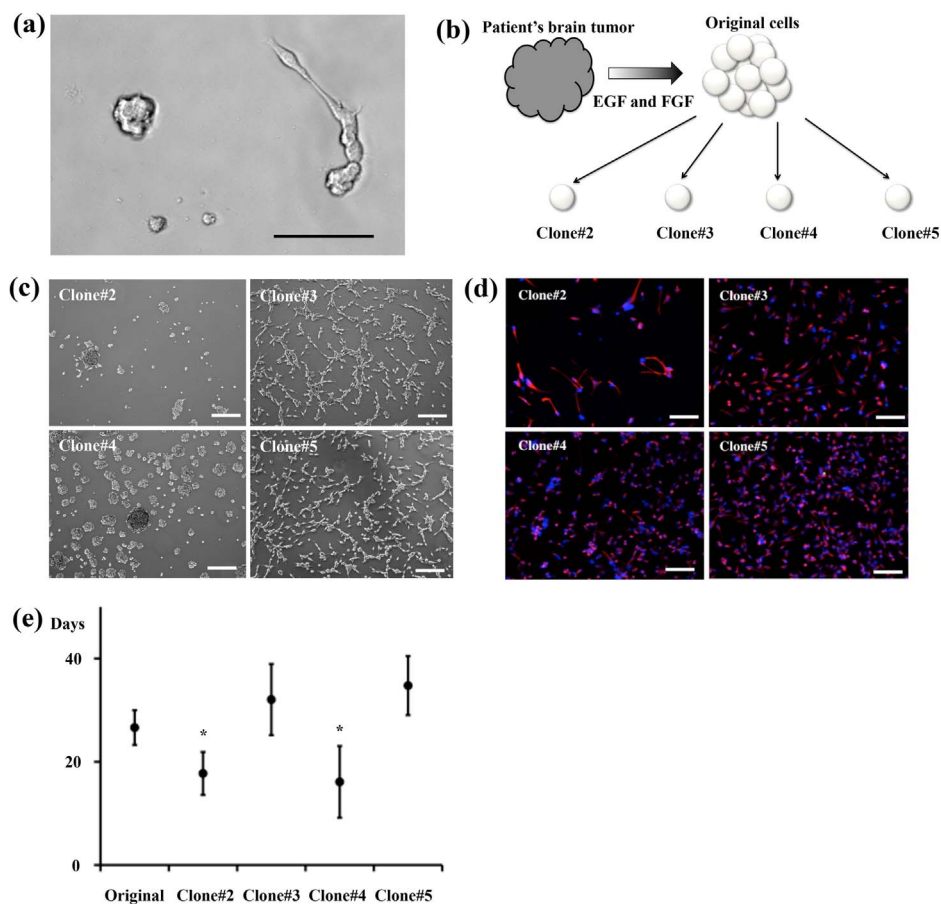 (a)
(b)
Patient's brain tumor
Original cells
EGF and FGF
Clone#2 Clone#3 Clone#4 Clone#5
(c)
Clone#2 Clone#3
Clone#4 Clone#5
(d)
Clone#2 Clone#3
Clone#4 Clone#5
(e)
Days
40
*
*
20
0
Original Clone#2 Clone#3 Clone#4 Clone#5